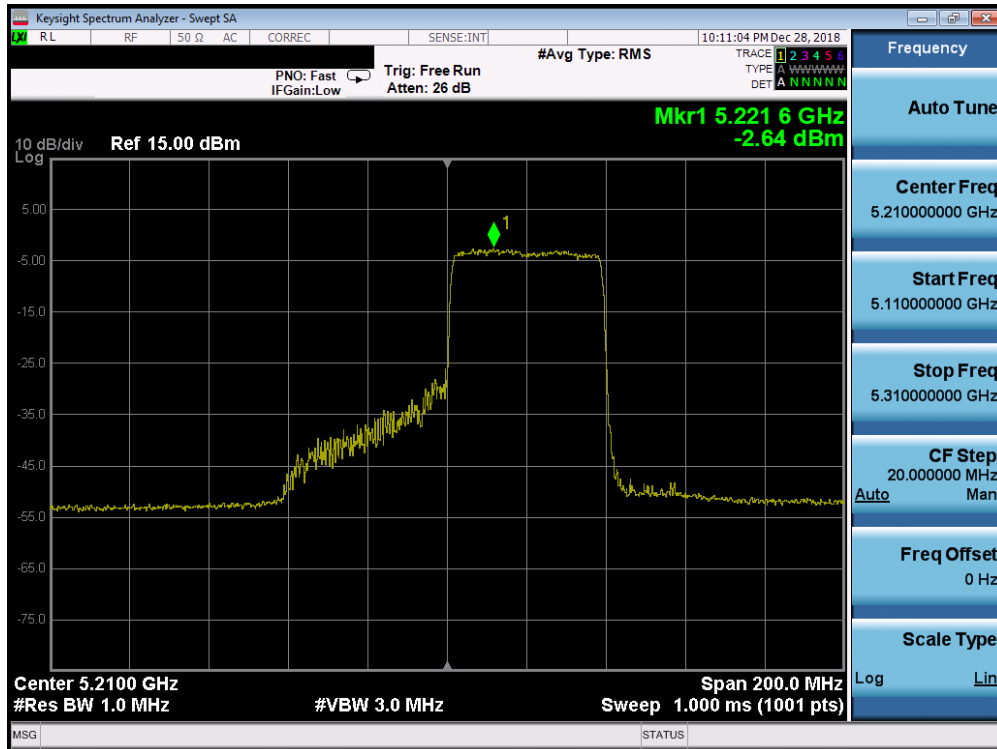 Keysight Spectrum Analyzer - Swept SA
LXI RL RF 50 Ω AC CORREC SENSE:INT 10:11:04 PM Dec 28, 2018
#Avg Type: RMS TRACE 1 2 3 4 5 6
PNO: Fast Trig: Free Run TYPE A WWWWW
IFGain:Low Atten: 26 dB DET A N N N N N
Mkr1 5.221 6 GHz
-2.64 dBm
10 dB/div Ref 15.00 dBm
Log
1
5.00
-5.00
-15.0
-25.0
-35.0
-45.0
-55.0
-65.0
-75.0
Center 5.2100 GHz Span 200.0 MHz
#Res BW 1.0 MHz #VBW 3.0 MHz Sweep 1.000 ms (1001 pts)
MSG STATUS
Frequency
Auto Tune
Center Freq
5.210000000 GHz
Start Freq
5.110000000 GHz
Stop Freq
5.310000000 GHz
CF Step
20.000000 MHz
Auto Man
Freq Offset
0 Hz
Scale Type
Log Lin